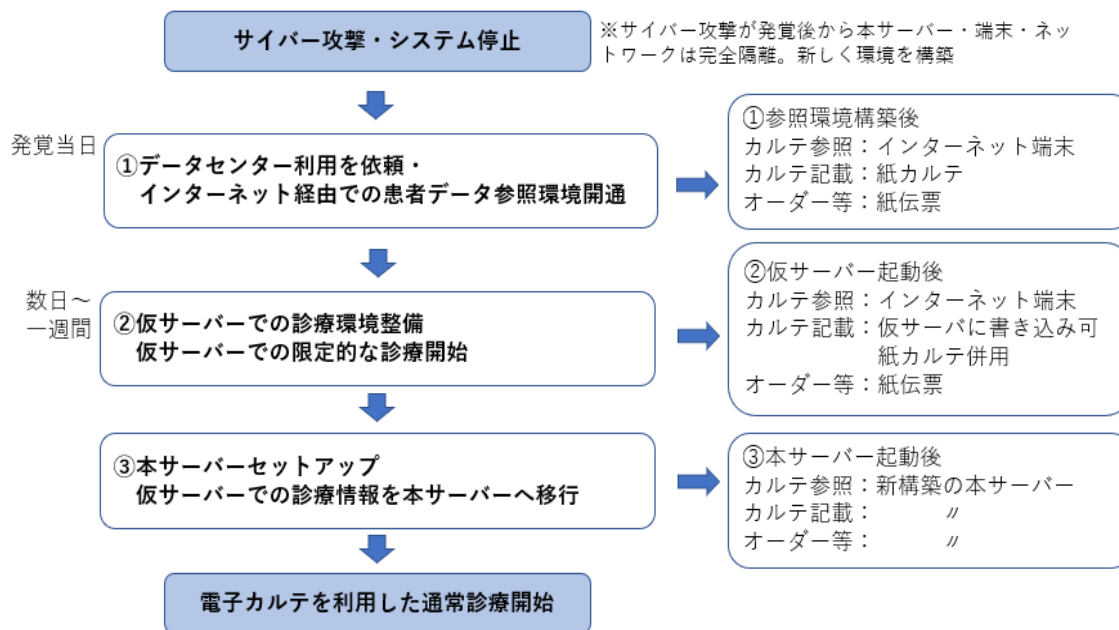 サイバー攻撃・システム停止
※サイバー攻撃が発覚後から本サーバー・端末・ネッ
トワークは完全隔離。新しく環境を構築
発覚当日
①データセンター利用を依頼・
インターネット経由での患者データ参照環境開通
①参照環境構築後
カルテ参照：インターネット端末
カルテ記載：紙カルテ
オーダー等：紙伝票
数日～
一週間
②仮サーバーでの診療環境整備
仮サーバーでの限定的な診療開始
②仮サーバー起動後
カルテ参照：インターネット端末
カルテ記載：仮サーバに書き込み可
紙カルテ併用
オーダー等：紙伝票
③本サーバーセットアップ
仮サーバーでの診療情報を本サーバーへ移行
③本サーバー起動後
カルテ参照：新構築の本サーバー
カルテ記載：　　　〃
オーダー等：　　　〃
電子カルテを利用した通常診療開始